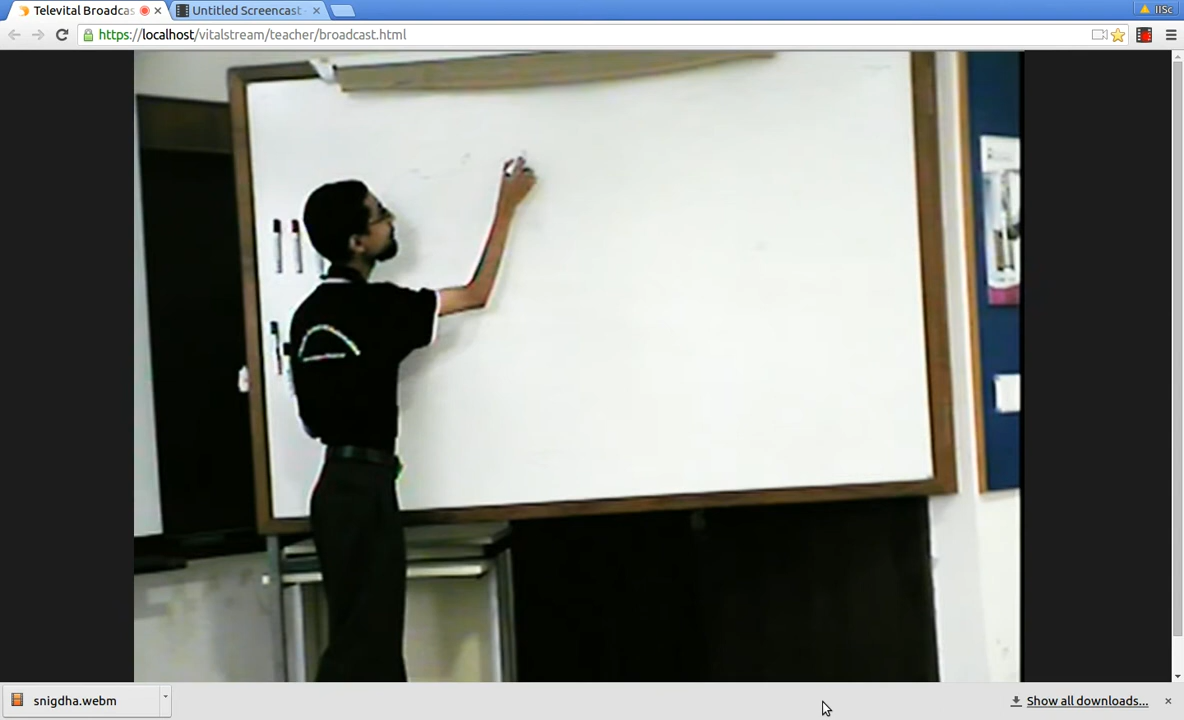 Televital Broadcas
Untitled Screencast -
IISc
https://localhost/vitalstream/teacher/broadcast.html
snigdha.webm
Show all downloads...